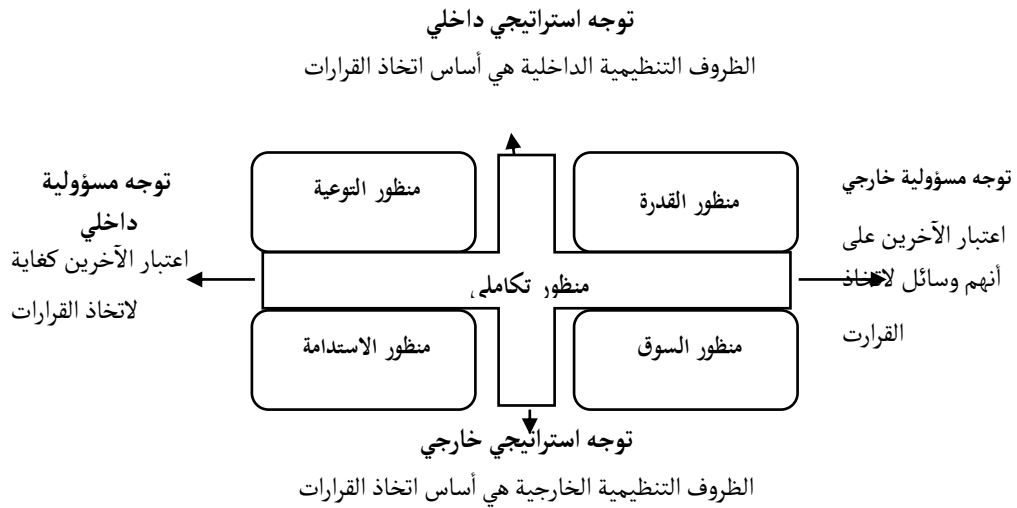 توجه استراتيجي داخلي
الظروف التنظيمية الداخلية هي أساس اتخاذ القرارات
توجه مسؤولية خارجي
اعتبار الآخرين على
أنهم وسائل لاتخاذ
القرارت
منظور القدرة
منظور التوعية
توجه مسؤولية
داخلي
اعتبار الآخرين كغاية
لاتخاذ القرارات
منظور تكاملي
منظور السوق
منظور الاستدامة
توجه استراتيجي خارجي
الظروف التنظيمية الخارجية هي أساس اتخاذ القرارات